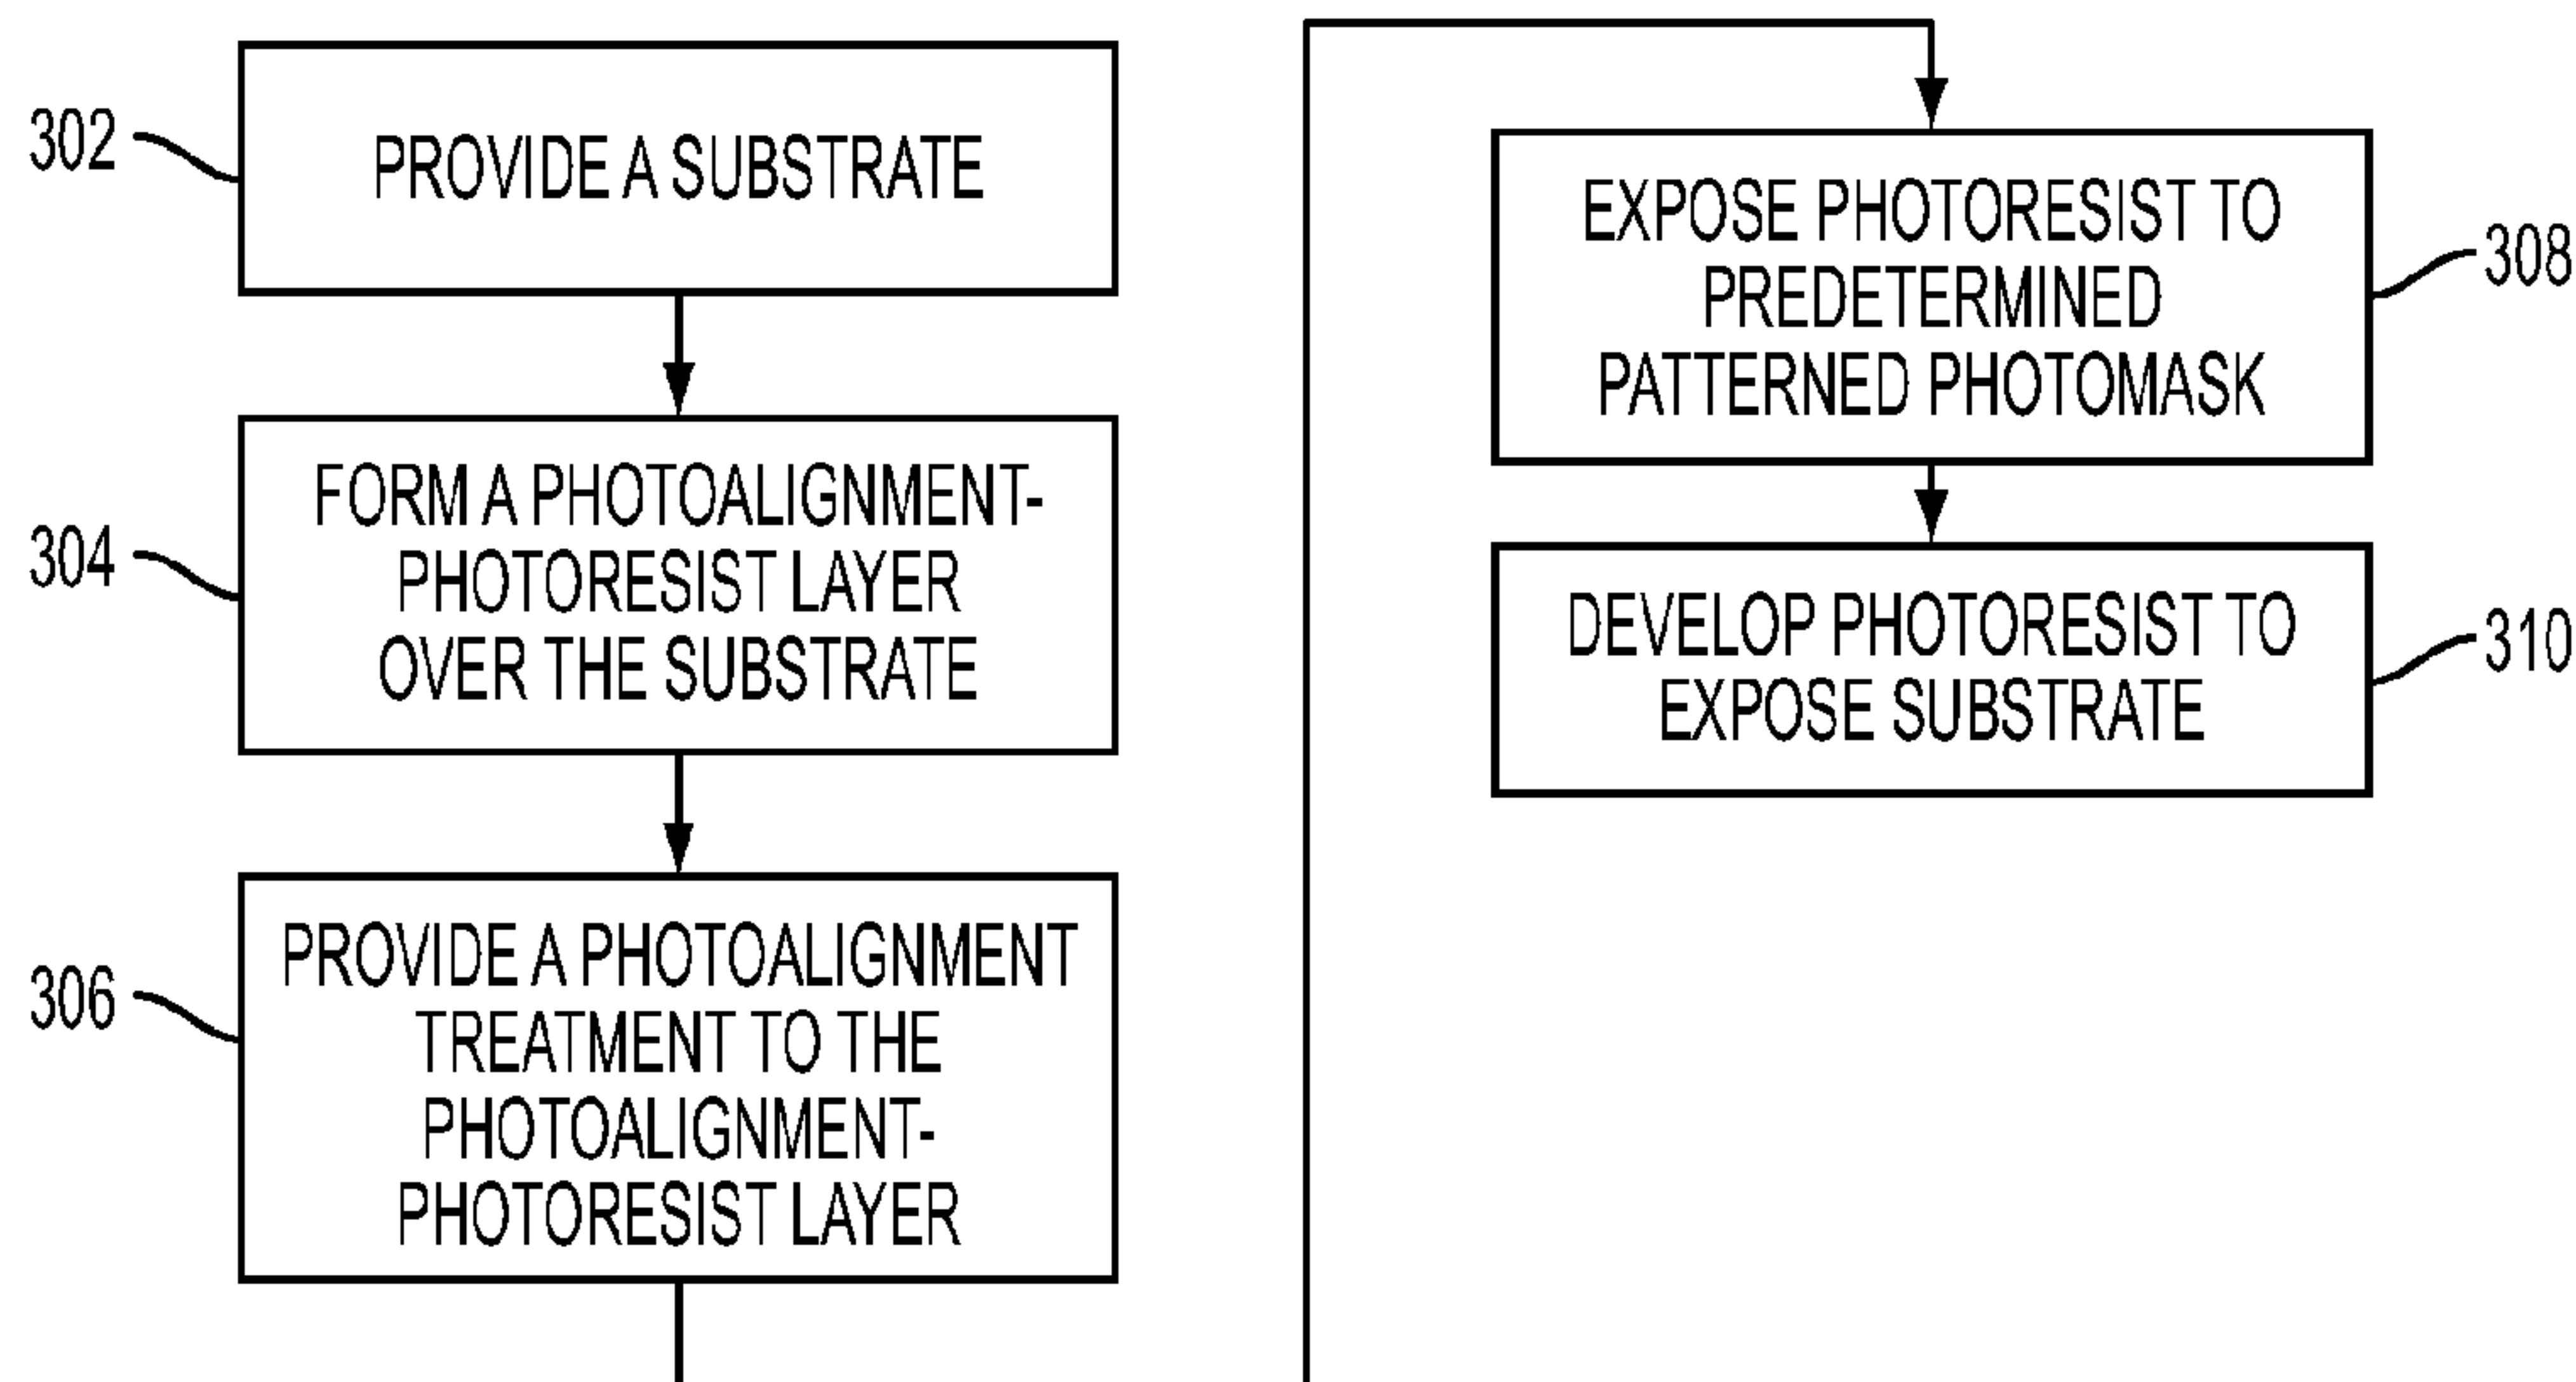 302
PROVIDE A SUBSTRATE
304
FORM A PHOTOALIGNMENT-
PHOTORESIST LAYER
OVER THE SUBSTRATE
306
PROVIDE A PHOTOALIGNMENT
TREATMENT TO THE
PHOTOALIGNMENT-
PHOTORESIST LAYER
EXPOSE PHOTORESIST TO
PREDETERMINED
PATTERNED PHOTOMASK
308
DEVELOP PHOTORESIST TO
EXPOSE SUBSTRATE
310